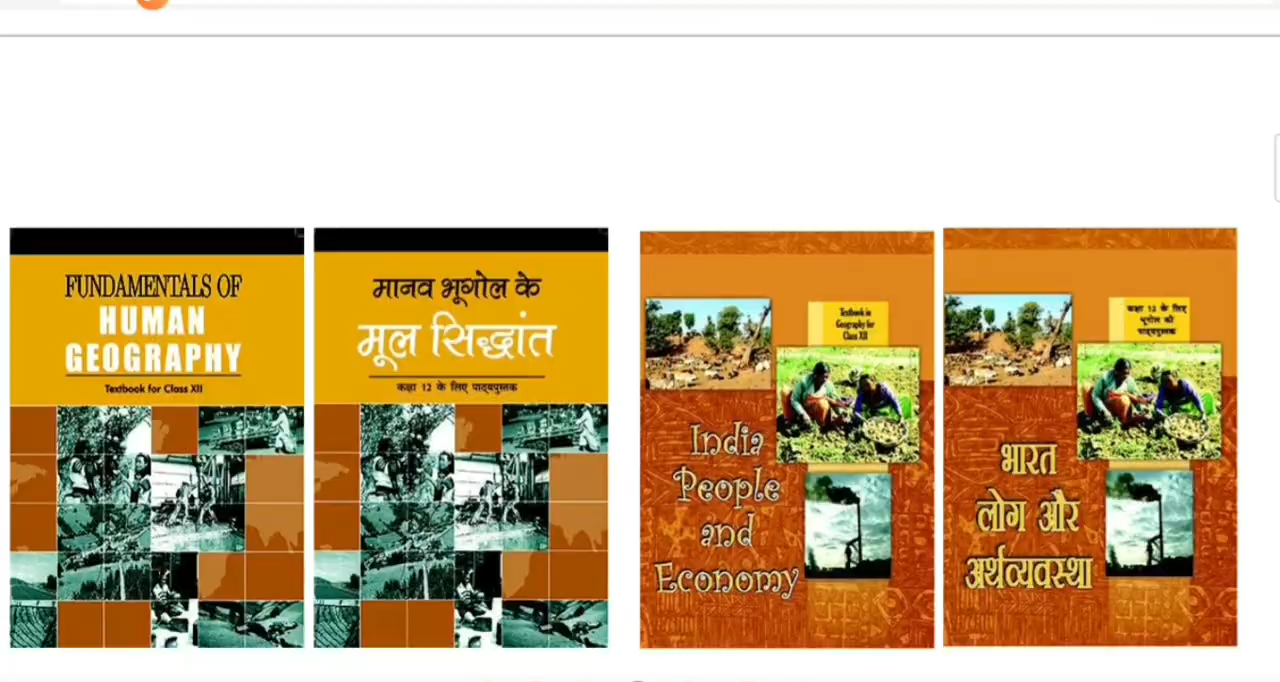 FUNDAMENTALS OF
HUMAN
GEOGRAPHY
Textbook for Class XII
मानव भूगोल के
मूल सिद्धांत
कक्षा 12 के लिए पाठ्यपुस्तक
Textbook in
Geography for
Class XII
India
People
and
Economy
कक्षा 12 के लिए
भूगोल की
पाठ्यपुस्तक
भारत
लोग और
अर्थव्यवस्था